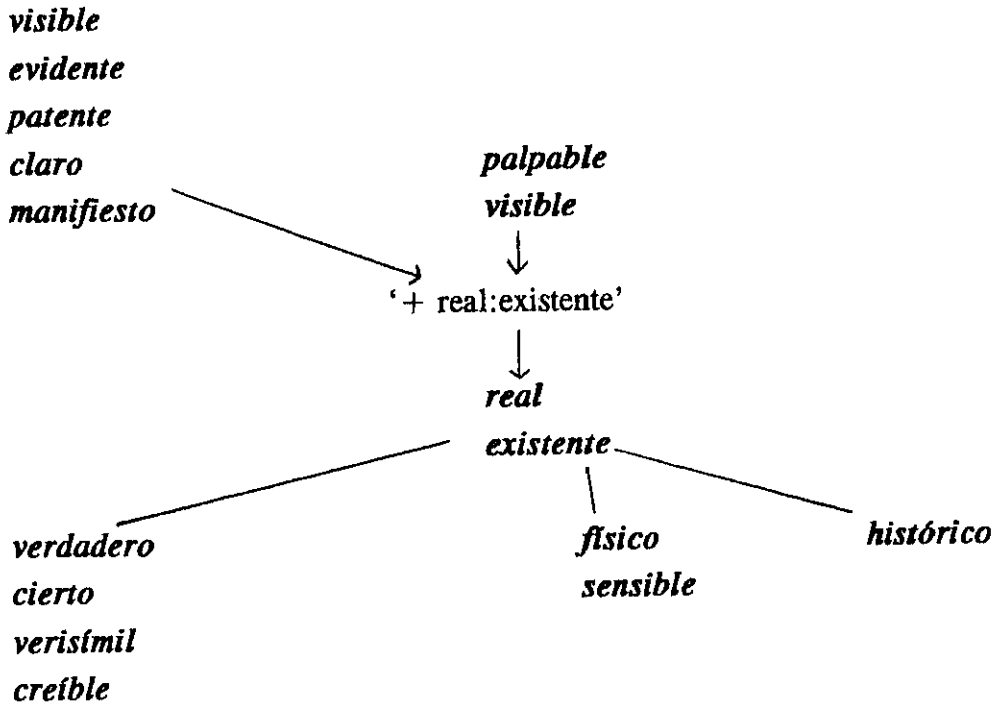 visible
evidente
patente
claro
manifiesto
palpable
visible
‘+ real:existente’
real
existente
verdadero
cierto
verisímil
creíble
físico
sensible
histórico